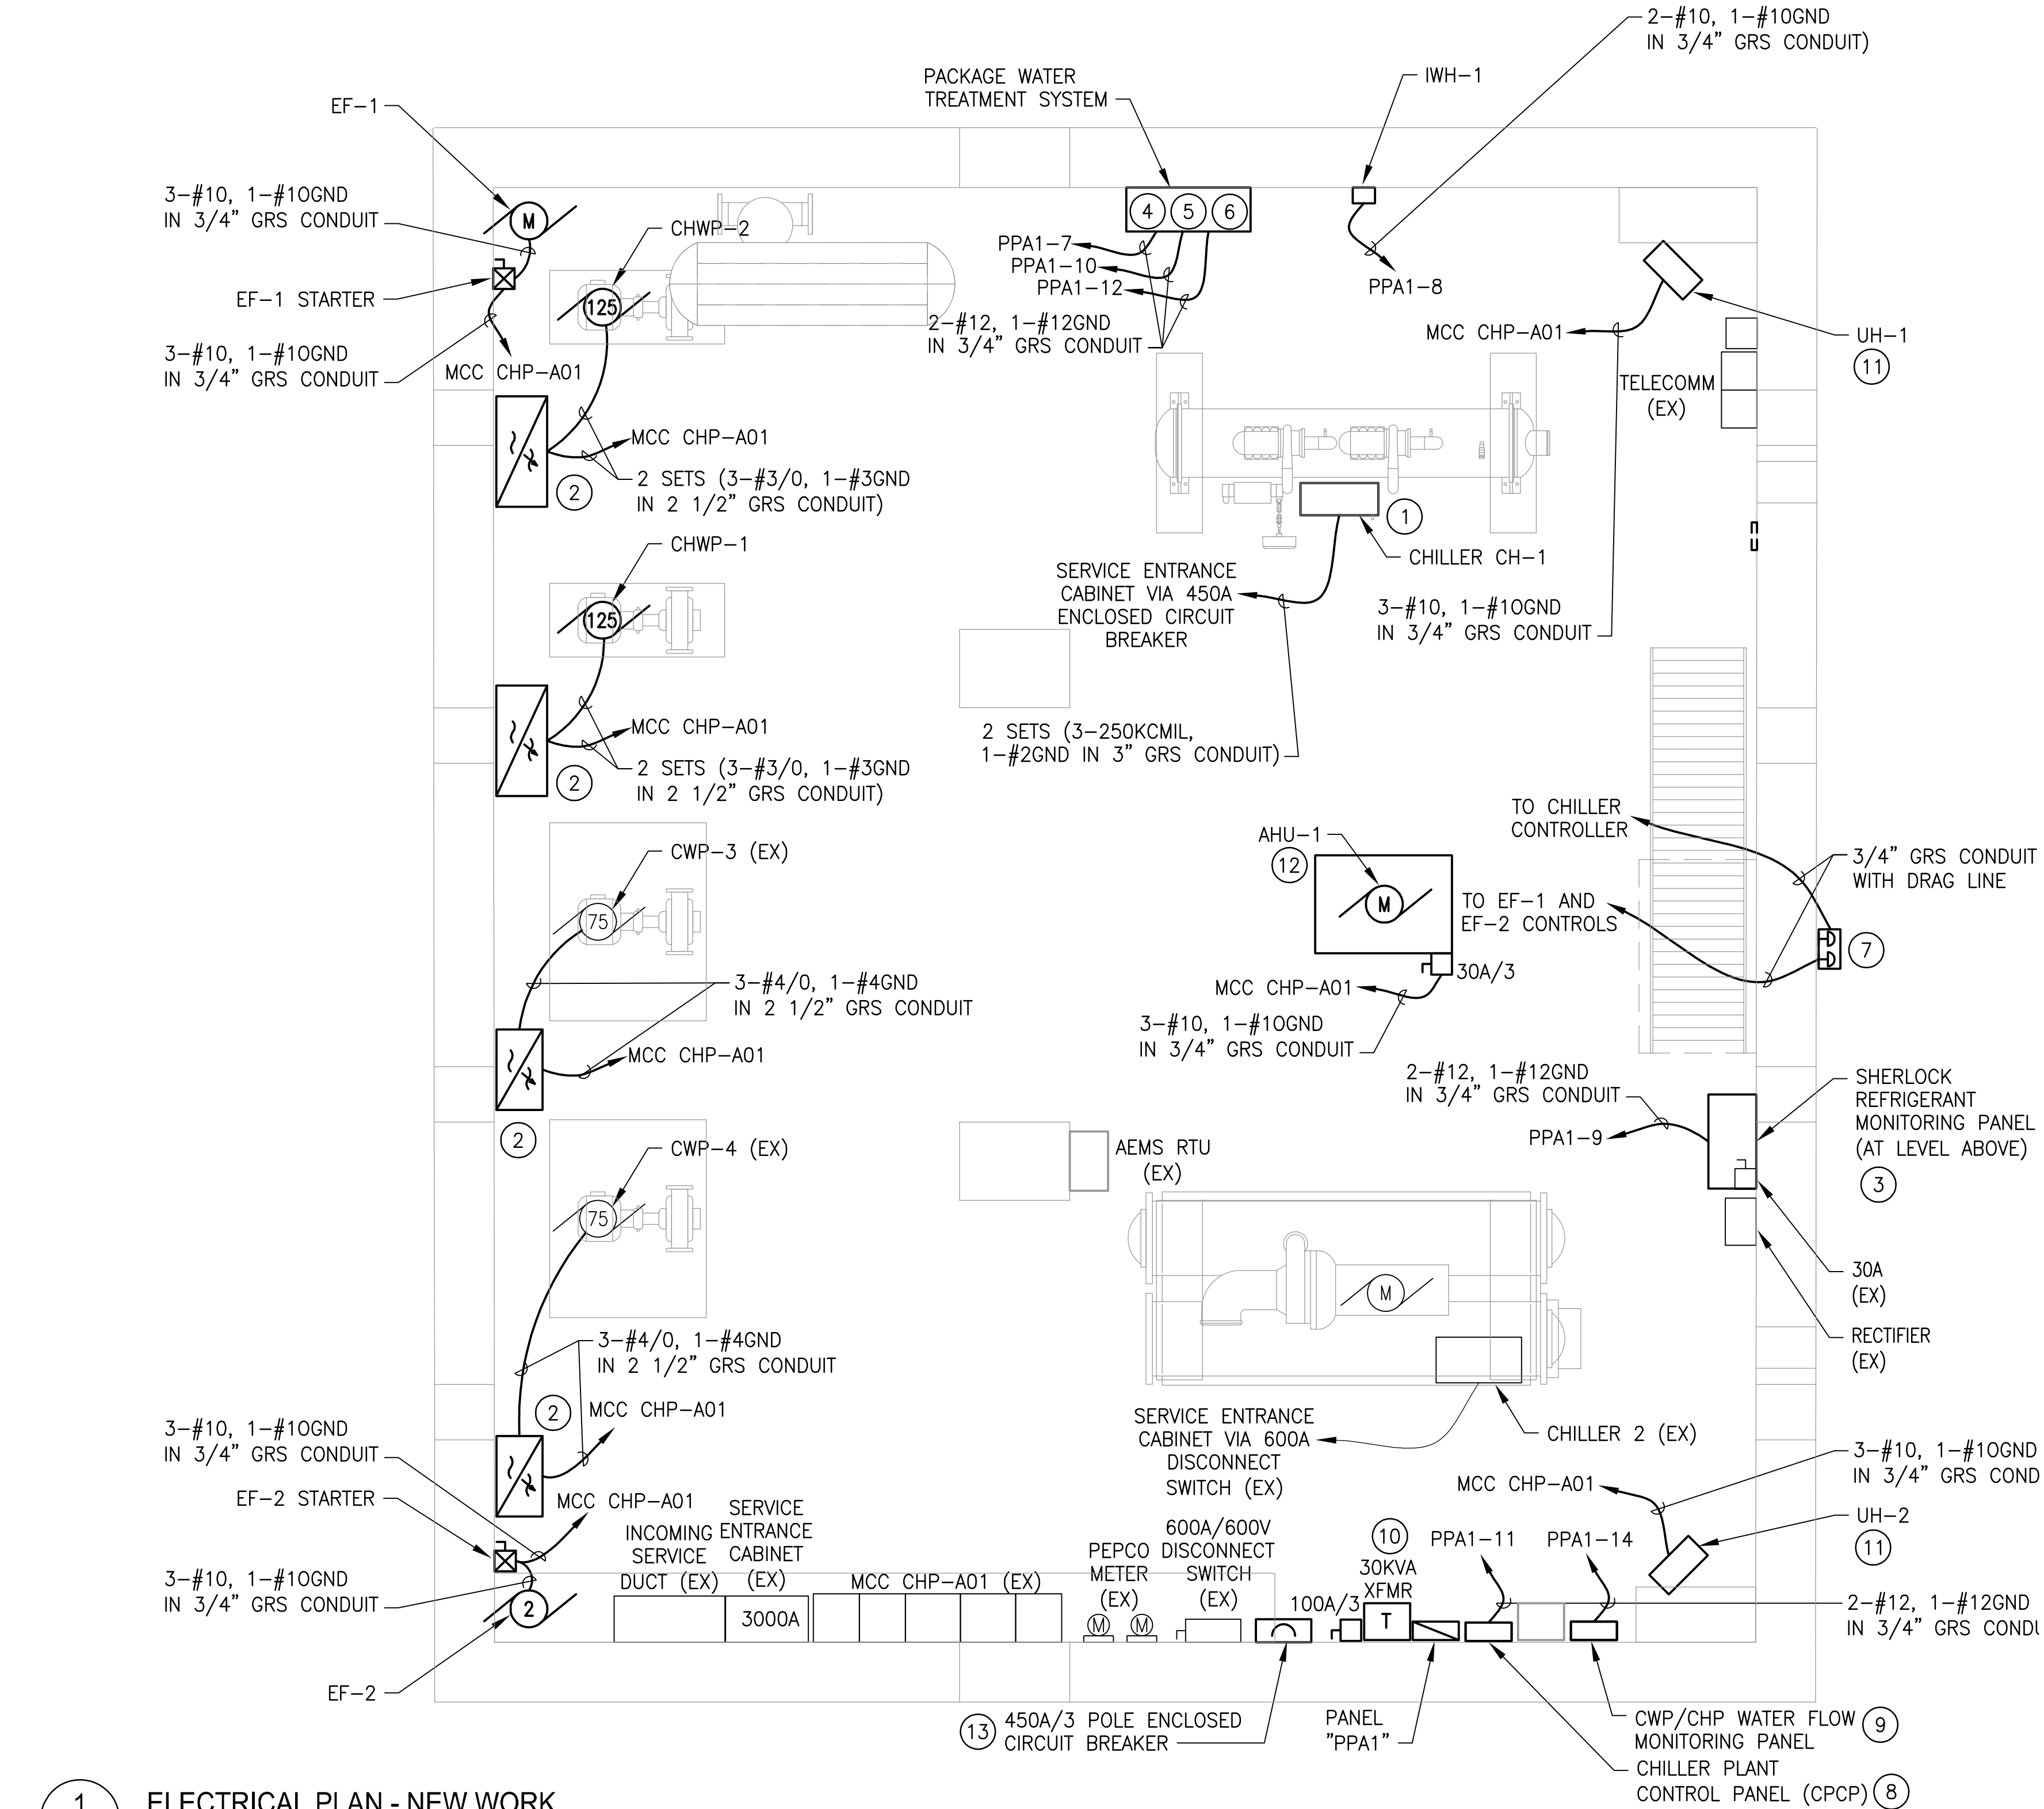 2-#10, 1-#10GND
IN 3/4" GRS CONDUIT)
PACKAGE WATER
TREATMENT SYSTEM
IWH-1
EF-1
3-#10, 1-#10GND
IN 3/4" GRS CONDUIT
M
CHWP-2
4 5 6
PPA1-7
PPA1-10
PPA1-12
PPA1-8
EF-1 STARTER
125
2-#12, 1-#12GND
IN 3/4" GRS CONDUIT
MCC CHP-A01
UH-1
11
3-#10, 1-#10GND
IN 3/4" GRS CONDUIT
MCC CHP-A01
TELECOMM
(EX)
MCC CHP-A01
2 SETS (3-#3/0, 1-#3GND
IN 2 1/2" GRS CONDUIT)
2
1
CHWP-1
CHILLER CH-1
SERVICE ENTRANCE
CABINET VIA 450A
ENCLOSED CIRCUIT
BREAKER
3-#10, 1-#10GND
IN 3/4" GRS CONDUIT
125
MCC CHP-A01
2 SETS (3-#3/0, 1-#3GND
IN 2 1/2" GRS CONDUIT)
2
2 SETS (3-250KCMIL,
1-#2GND IN 3" GRS CONDUIT)
TO CHILLER
CONTROLLER
CWP-3 (EX)
AHU-1
12
3/4" GRS CONDUIT
WITH DRAG LINE
75
M
TO EF-1 AND
EF-2 CONTROLS
7
30A/3
3-#4/0, 1-#4GND
IN 2 1/2" GRS CONDUIT
MCC CHP-A01
3-#10, 1-#10GND
IN 3/4" GRS CONDUIT
MCC CHP-A01
2
2-#12, 1-#12GND
IN 3/4" GRS CONDUIT
SHERLOCK
REFRIGERANT
MONITORING PANEL
(AT LEVEL ABOVE)
3
PPA1-9
CWP-4 (EX)
AEMS RTU
(EX)
75
M
30A
(EX)
RECTIFIER
(EX)
3-#4/0, 1-#4GND
IN 2 1/2" GRS CONDUIT
2
MCC CHP-A01
SERVICE ENTRANCE
CABINET VIA 600A
DISCONNECT
SWITCH (EX)
CHILLER 2 (EX)
3-#10, 1-#10GND
IN 3/4" GRS CONDUIT
3-#10, 1-#10GND
IN 3/4" GRS COND
MCC CHP-A01
EF-2 STARTER
MCC CHP-A01
UH-2
11
INCOMING
SERVICE
DUCT (EX)
SERVICE
ENTRANCE
CABINET
(EX)
3000A
MCC CHP-A01 (EX)
PEPCO
METER
(EX)
M M
600A/600V
DISCONNECT
SWITCH
(EX)
100A/3
10
30KVA
XFMR
T
PPA1-11
PPA1-14
3-#10, 1-#10GND
IN 3/4" GRS CONDUIT
2
2-#12, 1-#12GND
IN 3/4" GRS CONDU
EF-2
13
450A/3 POLE ENCLOSED
CIRCUIT BREAKER
PANEL
"PPA1"
CWP/CHP WATER FLOW
MONITORING PANEL
9
CHILLER PLANT
CONTROL PANEL (CPCP)
8
1
ELECTRICAL PLAN - NEW WORK